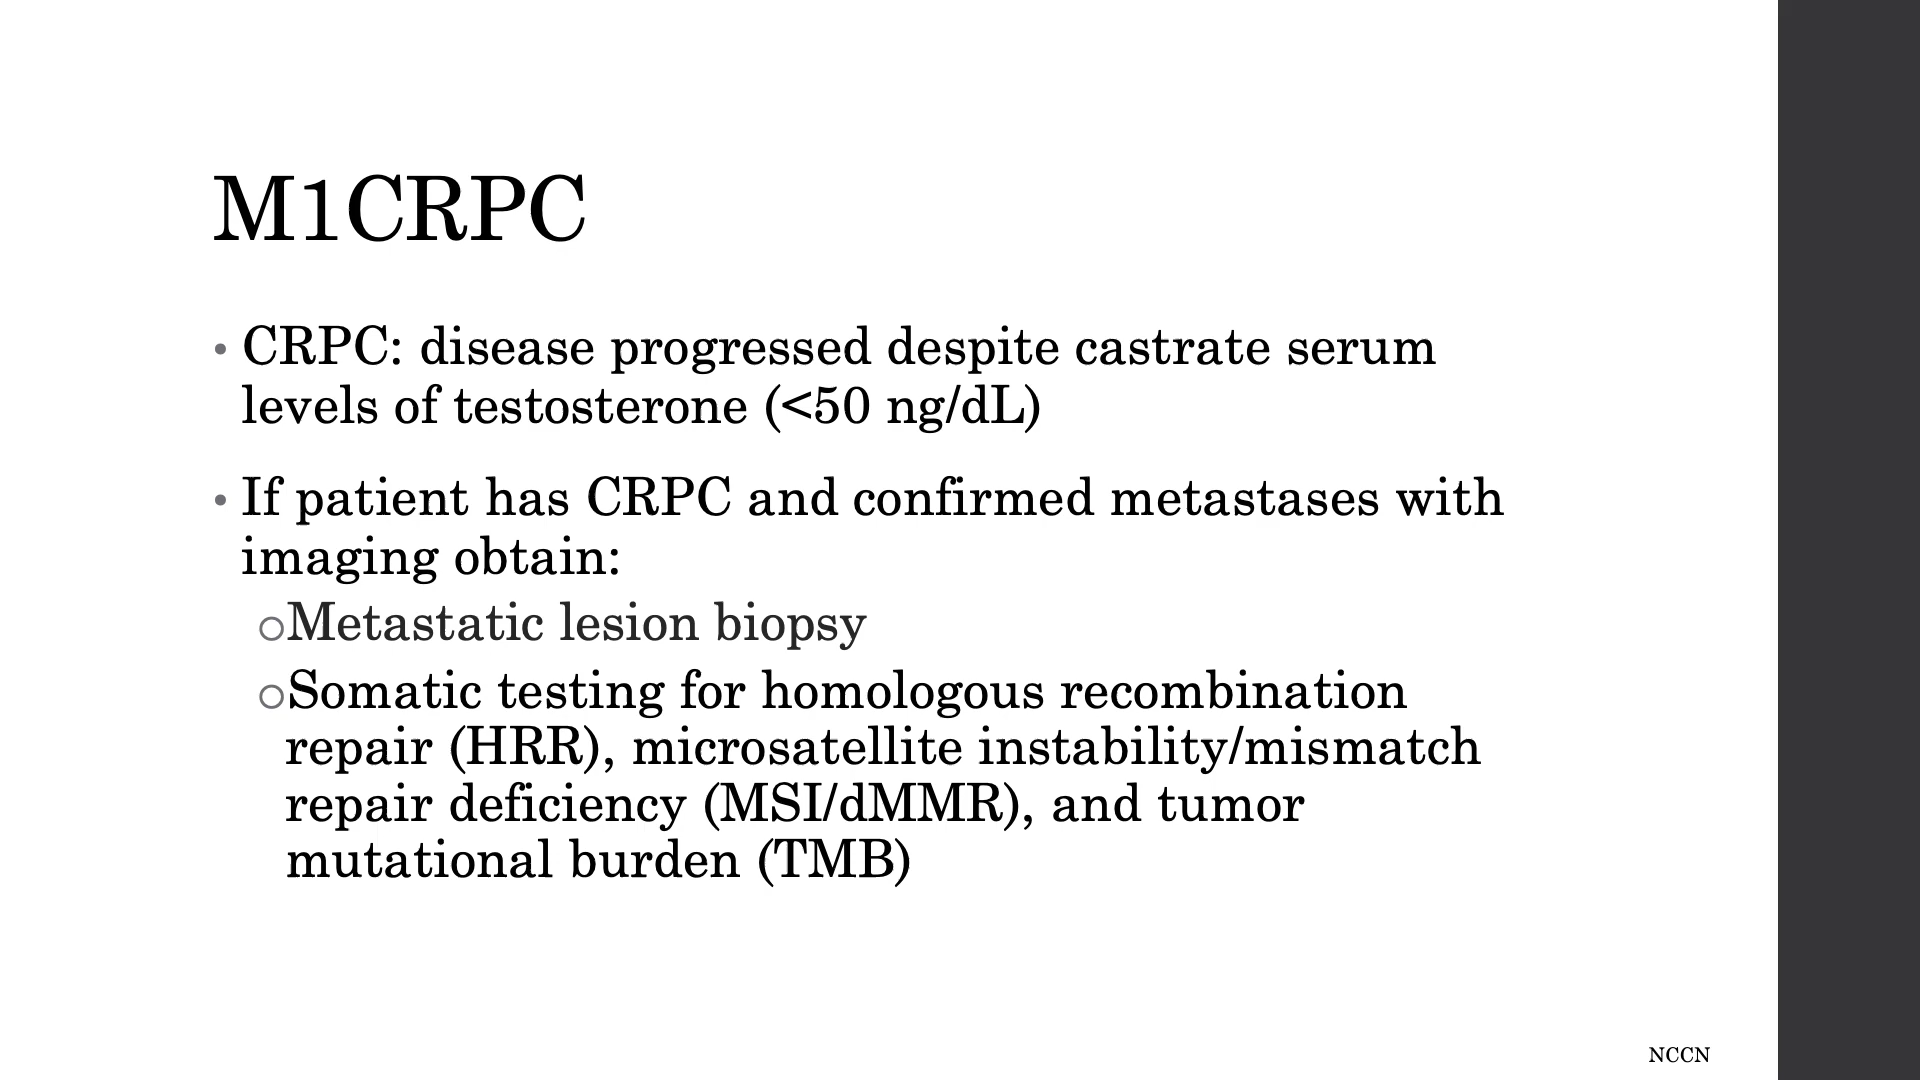 M1CRPC
• CRPC: disease progressed despite castrate serum
levels of testosterone (<50 ng/dL)
• If patient has CRPC and confirmed metastases with
imaging obtain:
oMetastatic lesion biopsy
oSomatic testing for homologous recombination
repair (HRR), microsatellite instability/mismatch
repair deficiency (MSI/dMMR), and tumor
mutational burden (TMB)
NCCN